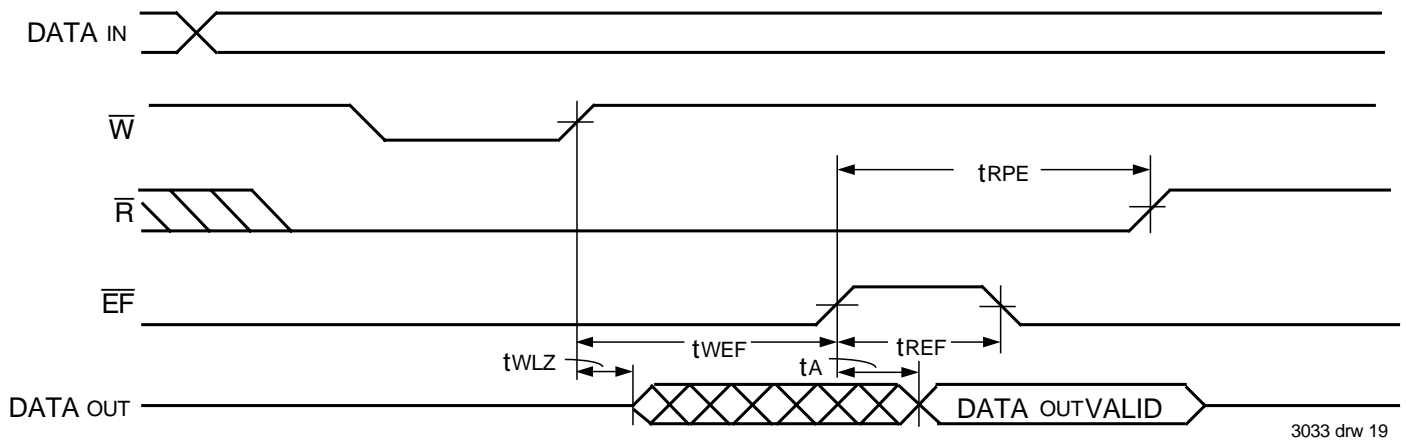 DATA IN
W
tRPE
R
EF
tWEF
tREF
tWLZ
tA
DATA OUT
DATA OUTVALID
3033 drw 19